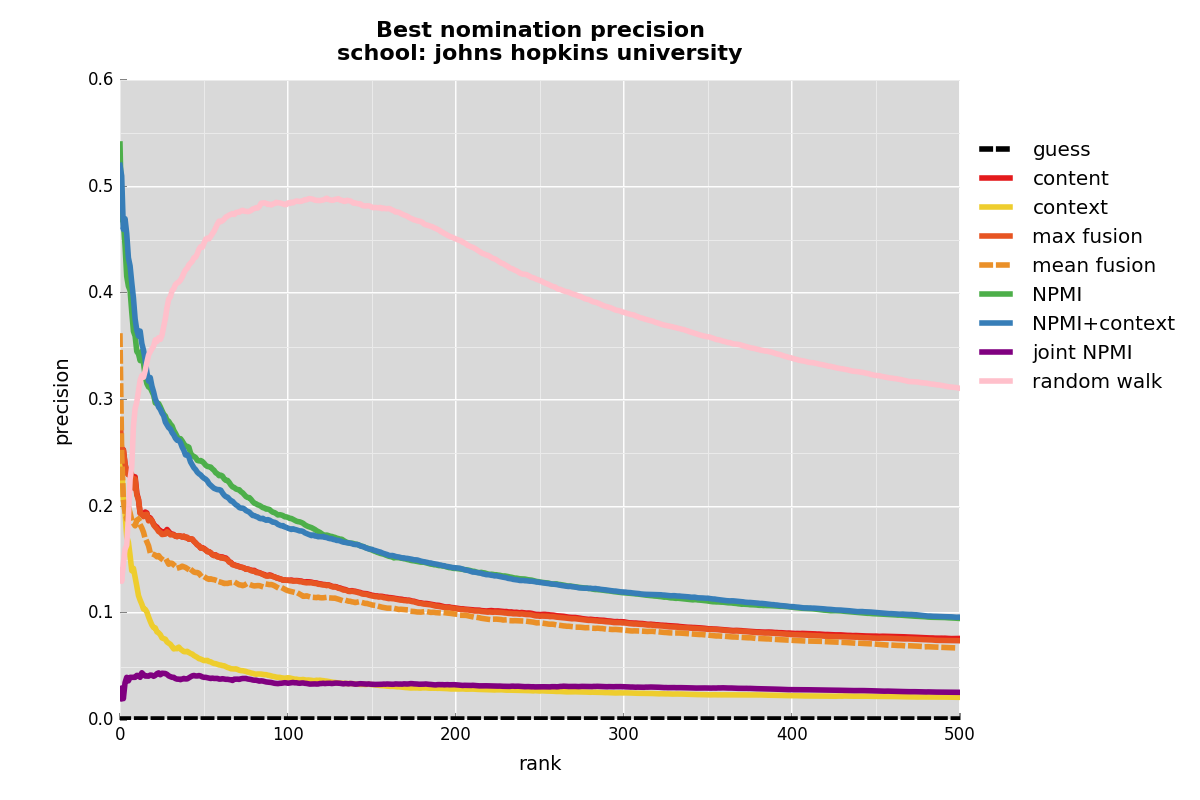 Best nomination precision
school: johns hopkins university
precision
0.6
0.5
0.4
0.3
0.2
0.1
0.0
0
100
200
300
400
500
rank
guess
content
context
max fusion
mean fusion
NPMI
NPMI+context
joint NPMI
random walk